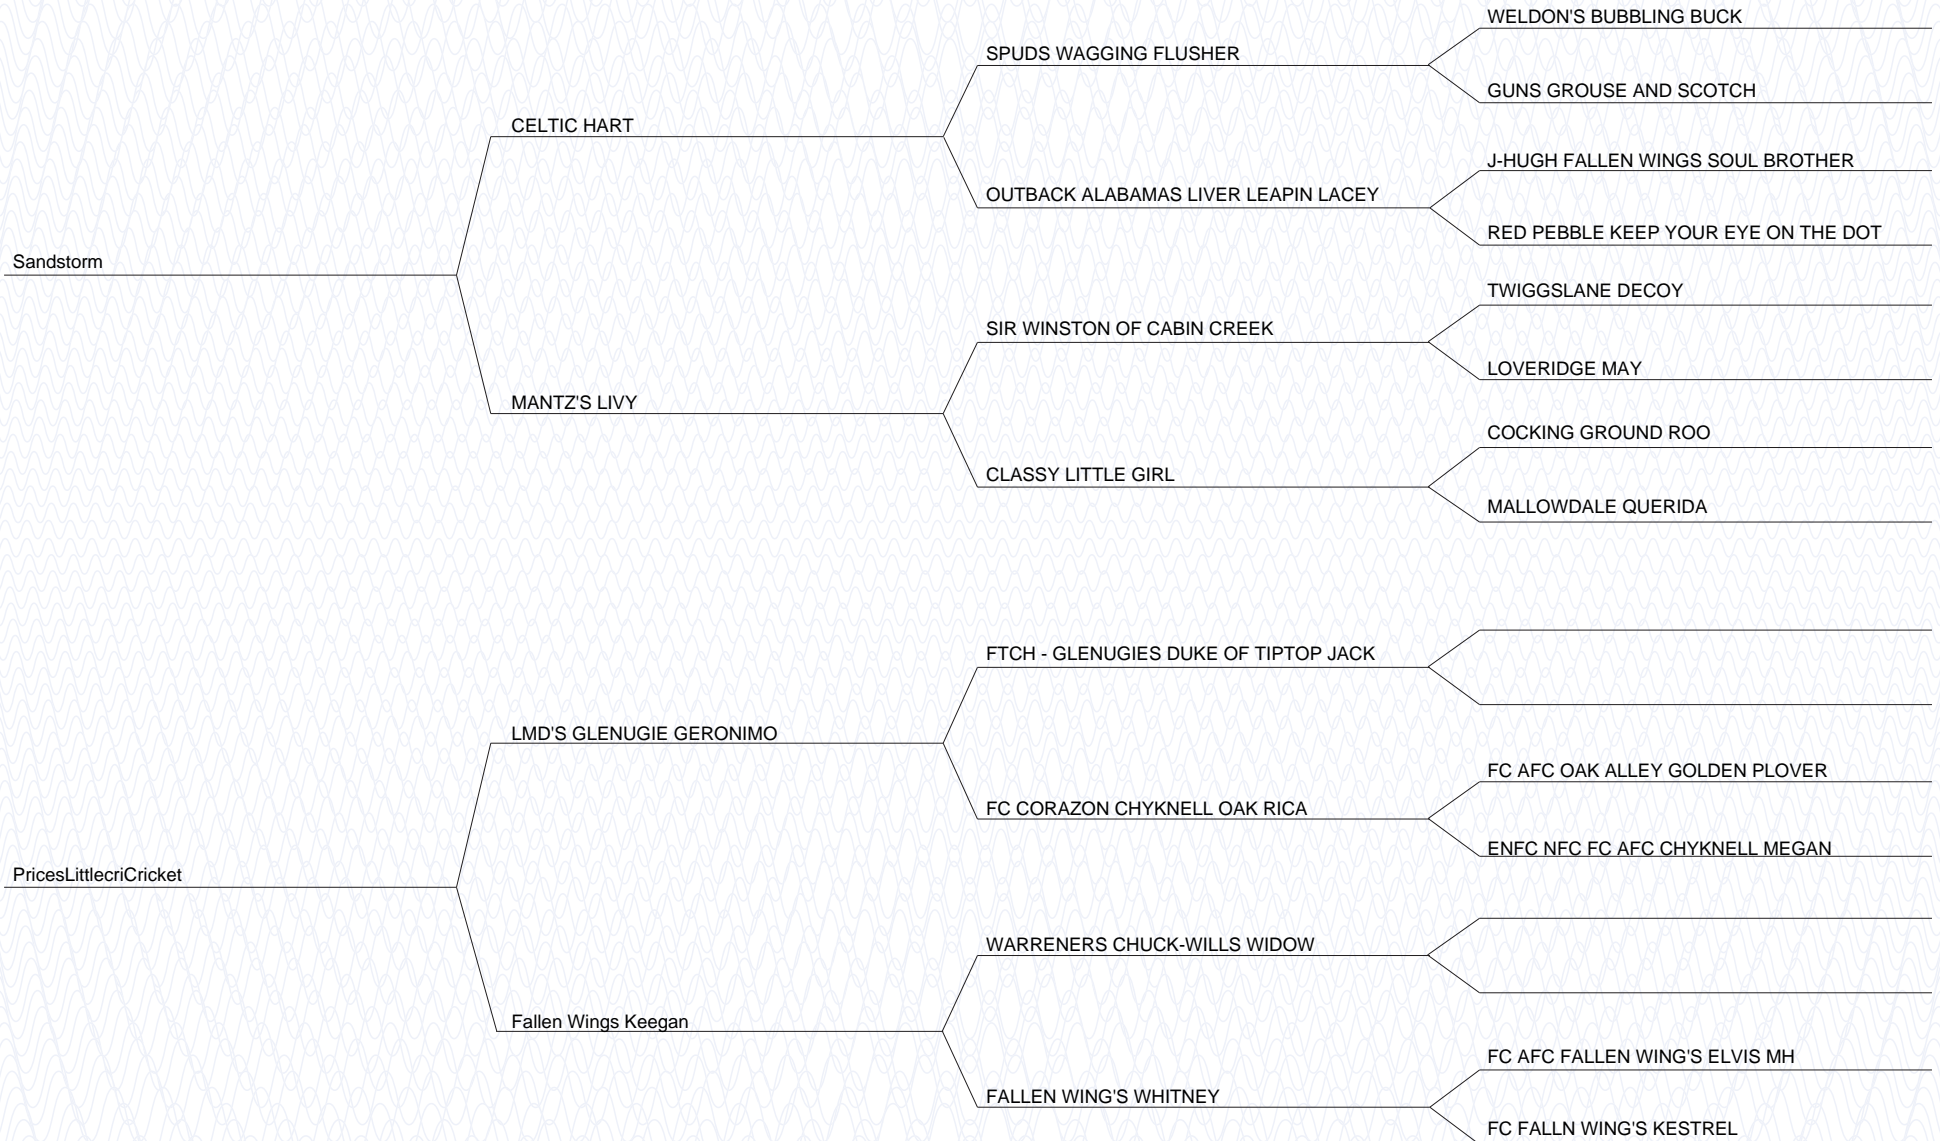 WELDON'S BUBBLING BUCK
SPUDS WAGGING FLUSHER
GUNS GROUSE AND SCOTCH
CELTIC HART
J-HUGH FALLEN WINGS SOUL BROTHER
OUTBACK ALABAMAS LIVER LEAPIN LACEY
RED PEBBLE KEEP YOUR EYE ON THE DOT
Sandstorm
TWIGGSLANE DECOY
SIR WINSTON OF CABIN CREEK
LOVERIDGE MAY
MANTZ'S LIVY
COCKING GROUND ROO
CLASSY LITTLE GIRL
MALLOWDALE QUERIDA
FTCH - GLENUGIES DUKE OF TIPTOP JACK
LMD'S GLENUGIE GERONIMO
FC AFC OAK ALLEY GOLDEN PLOVER
FC CORAZON CHYKNELL OAK RICA
ENFC NFC FC AFC CHYKNELL MEGAN
PricesLittlecriCricket
WARRENERS CHUCK-WILLS WIDOW
Fallen Wings Keegan
FC AFC FALLEN WING'S ELVIS MH
FALLEN WING'S WHITNEY
FC FALLN WING'S KESTREL